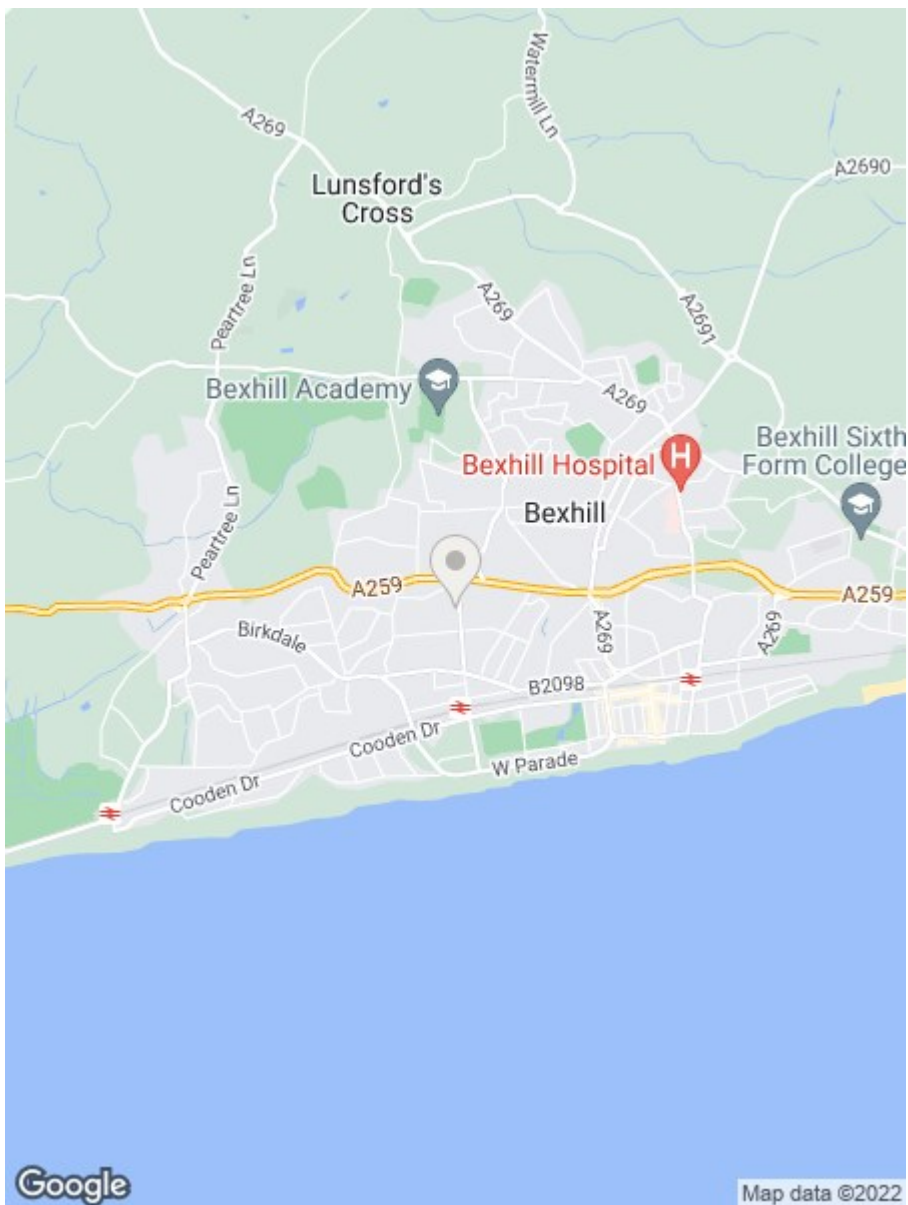 Watermill Ln
A269
A2690
Lunsford's
Cross
Peartree Ln
A269
A2691
Bexhill Academy
A269
Bexhill Sixth
Form College
Bexhill Hospital
H
Bexhill
Peartree Ln
A259
A259
Birkdale
A269
A269
B2098
Cooden Dr
W Parade
Cooden Dr
Google
Map data ©2022